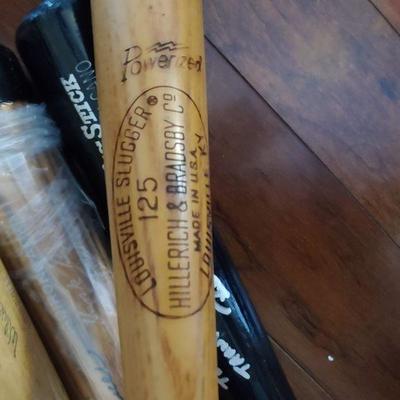 Powerized
LOUISVILLE SLUGGER®
125
HILLERICH & BRADSBY Co
MADE IN U.S.A.
LOUISVILLE, KY.
Stick